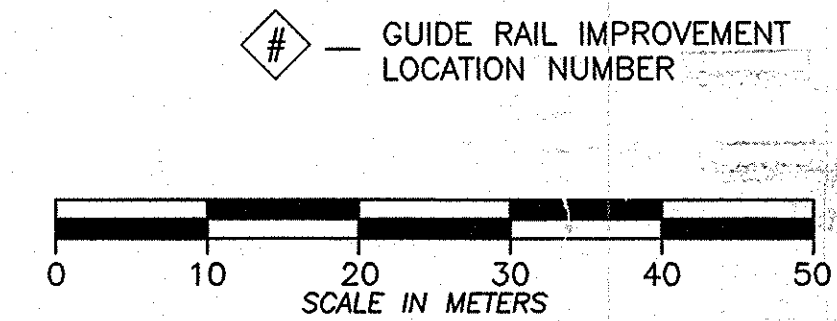 # — GUIDE RAIL IMPROVEMENT
LOCATION NUMBER
0 10 20 30 40 50
SCALE IN METERS